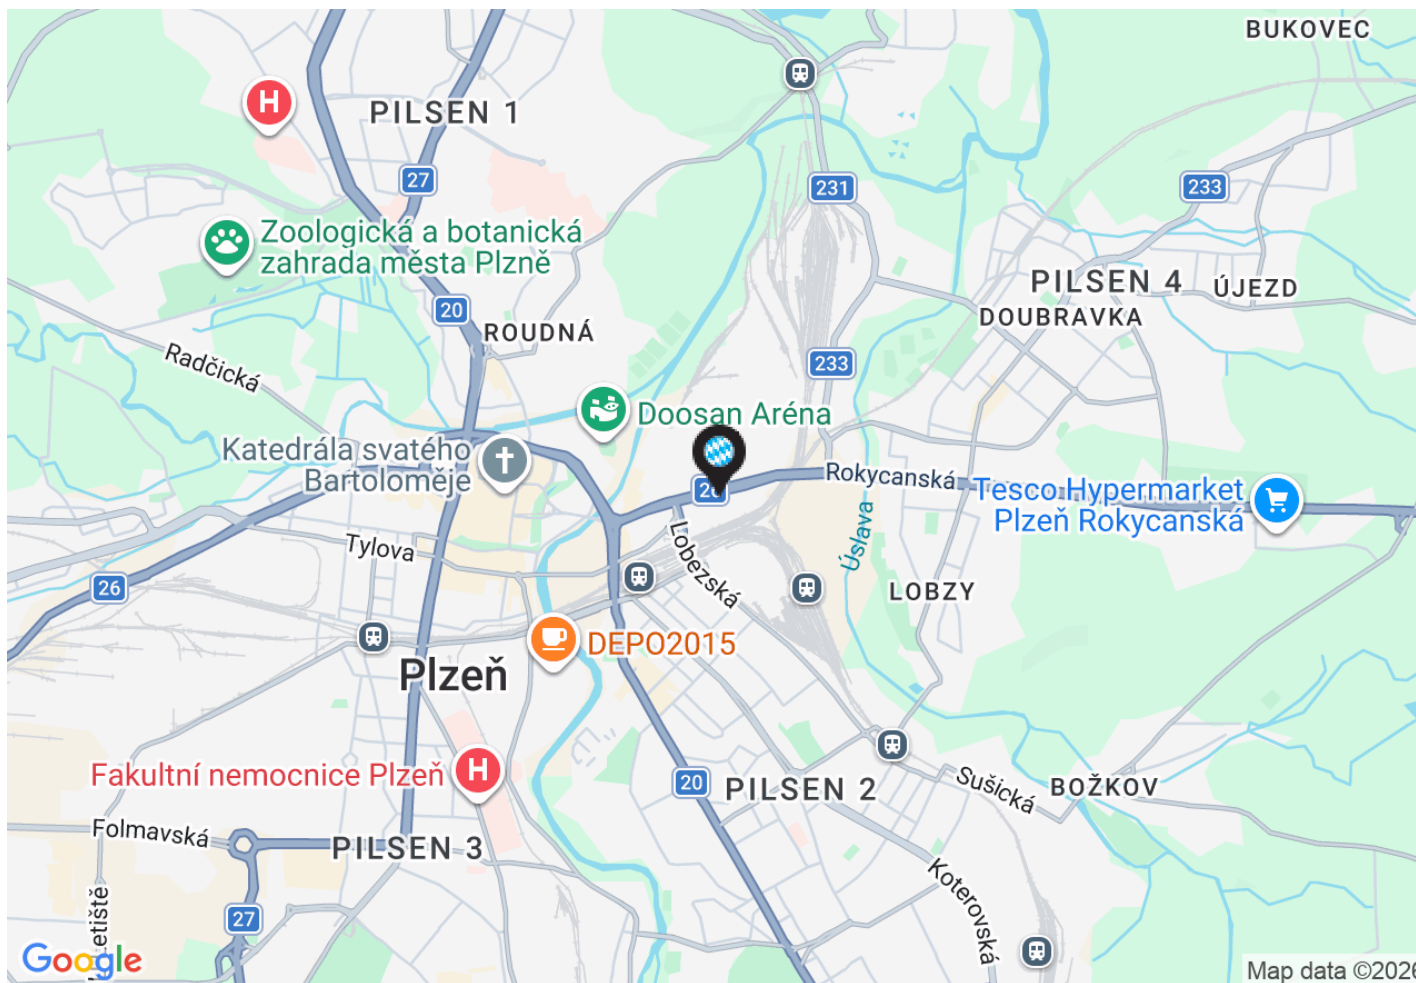 BUKOVEC
PILSEN 1
27
231
233
Zoologická a botanická
zahrada města Plzně
PILSEN 4
ÚJEZD
20
ROUDNÁ
DOUBRAVKA
Radčická
233
Doosan Aréna
Katedrála svatého
Bartoloměje
Rokycanská
Tesco Hypermarket
Plzeň Rokycanská
Tylova
Lobezská
Úslava
26
LOBZY
DEPO2015
Plzeň
Fakultní nemocnice Plzeň
20
PILSEN 2
Sušická
BOŽKOV
Folmavská
PILSEN 3
Koterovská
27
Letiště
Google
Map data ©2026
H
H